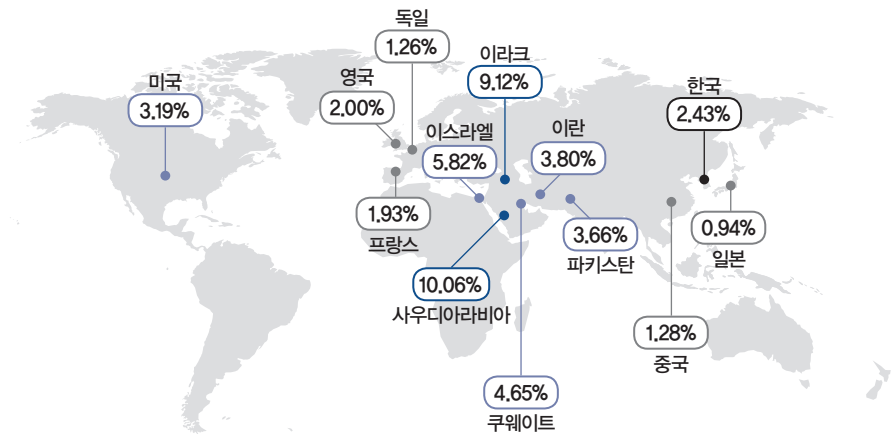 독일
1.26%
이라크
9.12%
영국
2.00%
미국
3.19%
한국
2.43%
이스라엘
5.82%
이란
3.80%
1.93%
프랑스
3.66%
파키스탄
0.94%
일본
10.06%
사우디아라비아
1.28%
중국
4.65%
쿠웨이트